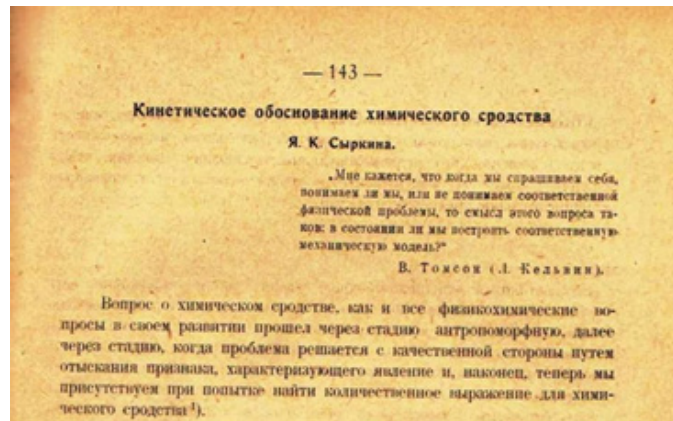 — 143 —
Кинетическое обоснование химического сродства
Я. К. Сыркина.
„Мне кажется, что когда мы спрашиваем себя,
понимаем ли мы, или не понимаем соответственной
физической проблемы, то смысл этого вопроса та-
ков: в состоянии ли мы построить соответственную
механическую модель?“
В. Томсон (Л. Кельвин).
Вопрос о химическом сродстве, как и все физикохимические во-
просы в своем развитии прошел через стадию антропоморфную, далее
через стадию, когда проблема решается с качественной стороны путем
отыскания признака, характеризующего явление и, наконец, теперь мы
присутствуем при попытке найти количественное выражение для хими-
ческого сродства ¹).